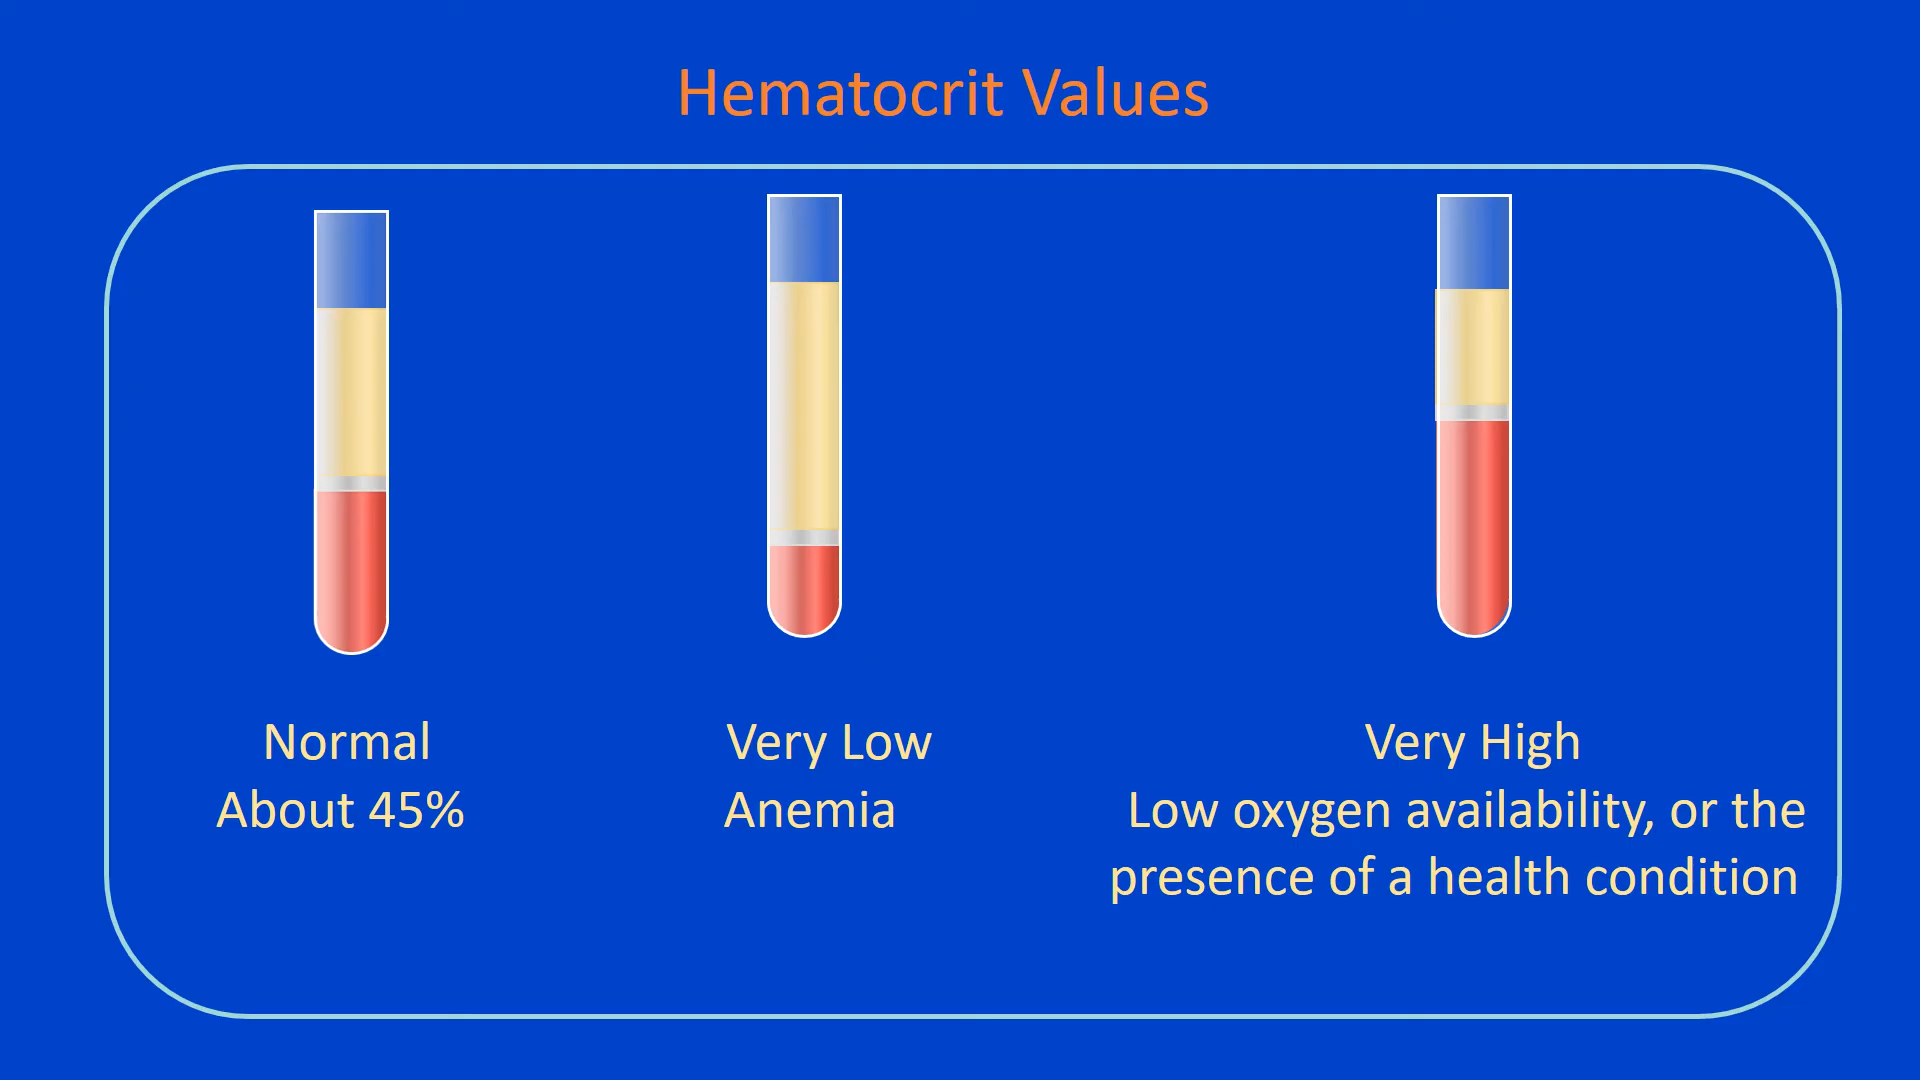 Hematocrit Values
Normal
About 45%
Very Low
Anemia
Very High
Low oxygen availability, or the
presence of a health condition